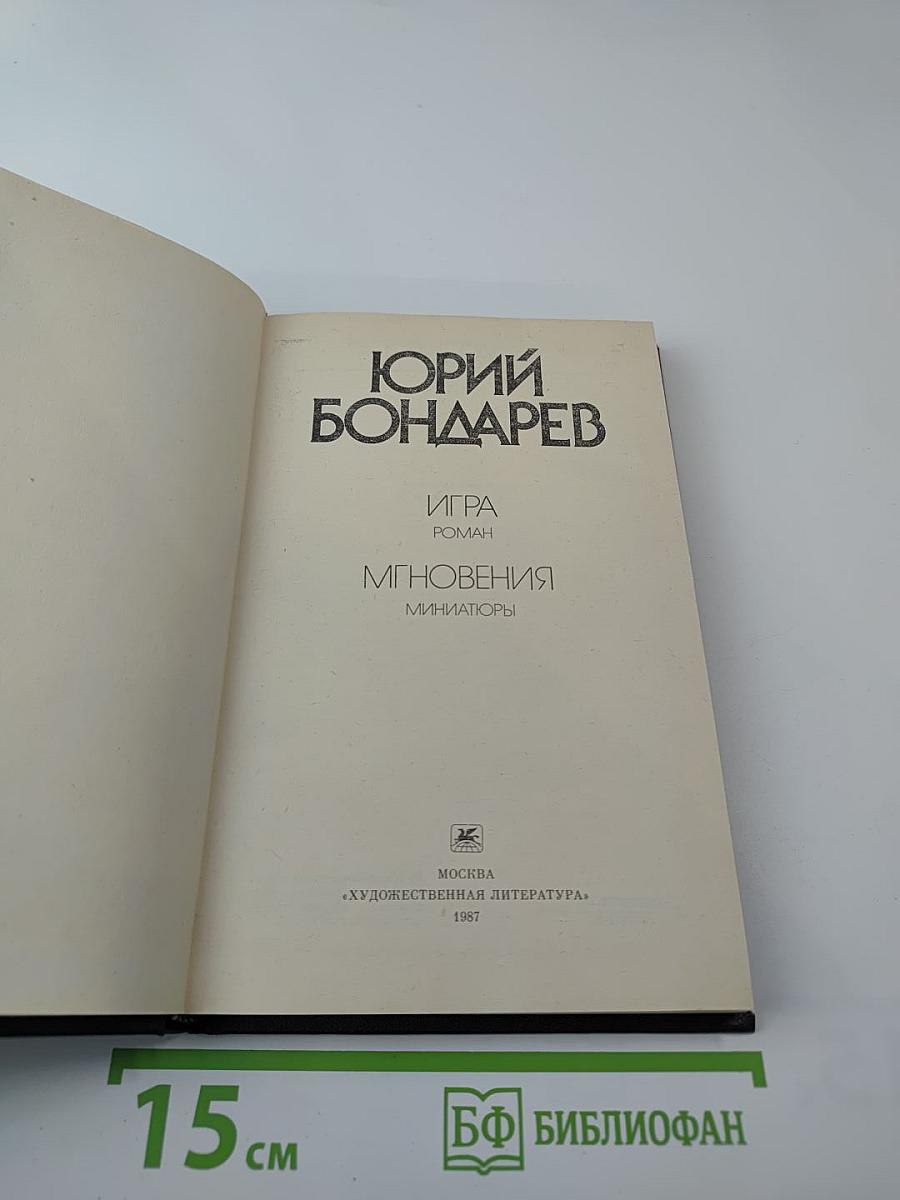 ЮРИЙ
БОНДАРЕВ
ИГРА
РОМАН
МГНОВЕНИЯ
МИНИАТЮРЫ
МОСКВА
«ХУДОЖЕСТВЕННАЯ ЛИТЕРАТУРА»
1987
15 см
БФ БИБЛИОФАН